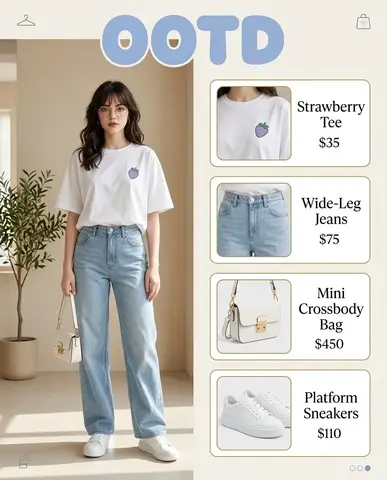 OOTD
Strawberry
Tee
$35
Wide-Leg
Jeans
$75
Mini
Crossbody
Bag
$450
Platform
Sneakers
$110